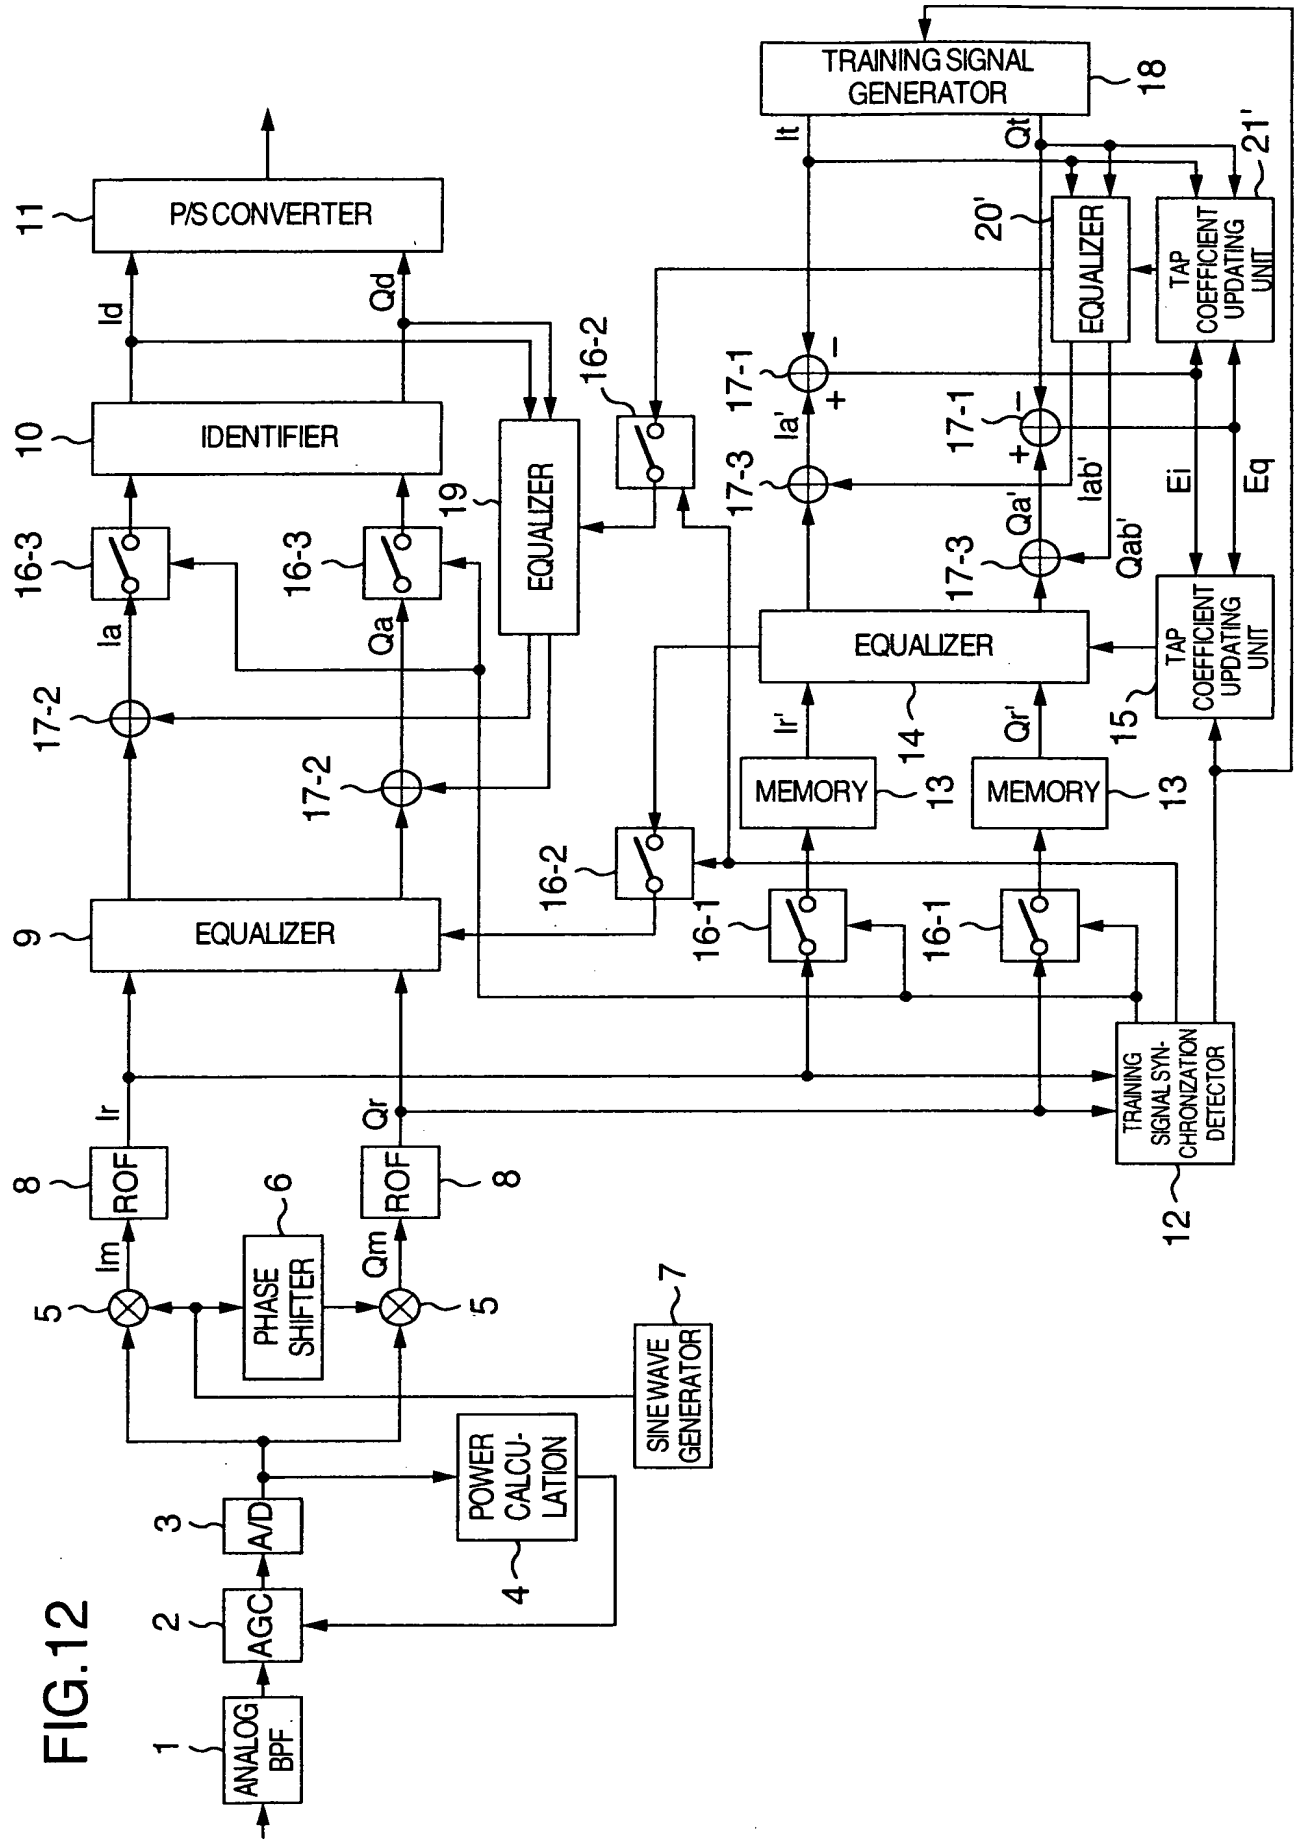 FIG.12
1
ANALOG
BPF
2
AGC
3
A/D
4
POWER
CALCU-
LATION
5
5
6
PHASE
SHIFTER
7
SINE WAVE
GENERATOR
Im
Qm
8
ROF
8
ROF
Ir
Qr
9
EQUALIZER
17-2
17-2
Ia
Qa
16-3
16-3
10
IDENTIFIER
Id
Qd
11
P/S CONVERTER
19
EQUALIZER
16-2
16-2
12
TRAINING
SIGNAL SYN-
CHRONIZATION
DETECTOR
16-1
16-1
MEMORY
13
MEMORY
13
Ir'
Qr'
14
EQUALIZER
15
TAP
COEFFICIENT
UPDATING
UNIT
17-3
17-3
Ia'
Qa'
Iab'
Qab'
Ei
Eq
17-1
+
−
17-1
+
−
20'
EQUALIZER
21'
TAP
COEFFICIENT
UPDATING
UNIT
It
Qt
TRAINING SIGNAL
GENERATOR
18